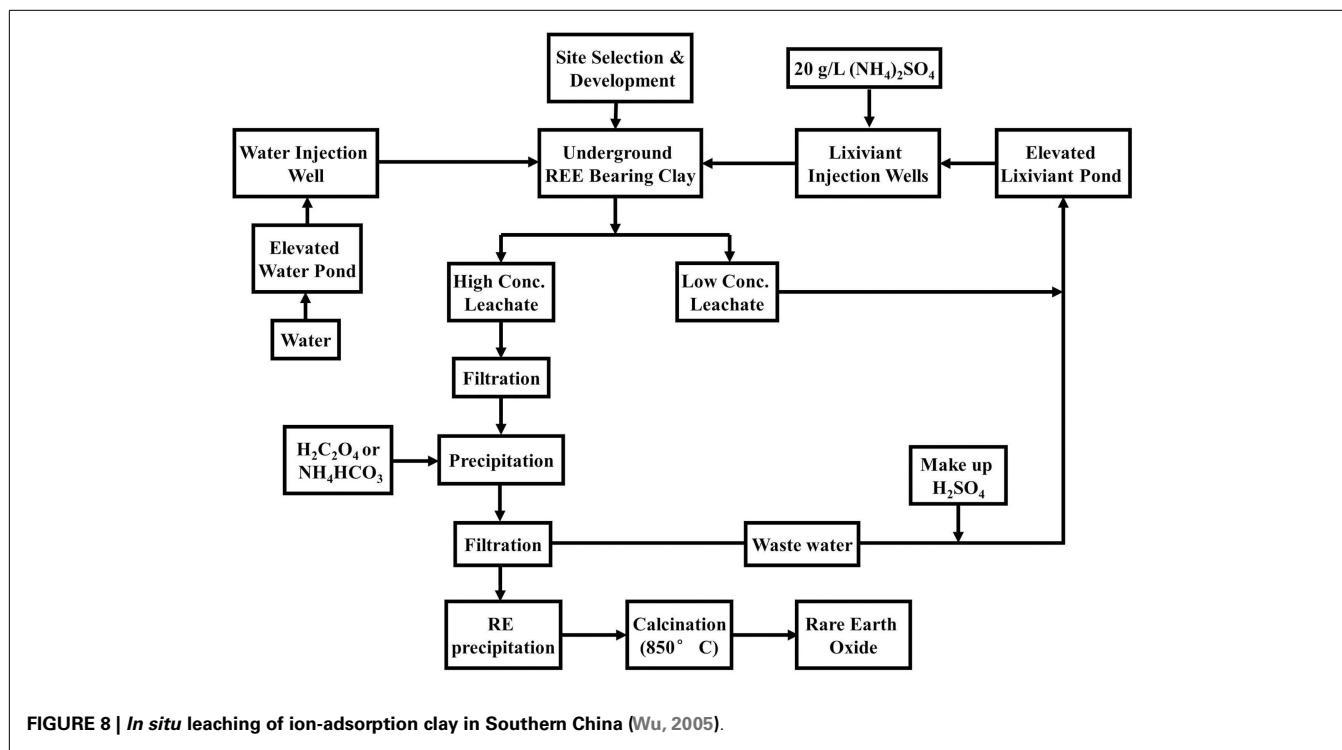 Site Selection &
Development
20 g/L (NH₄)₂SO₄
Water Injection
Well
Underground
REE Bearing Clay
Lixiviant
Injection Wells
Elevated
Lixiviant Pond
Elevated
Water Pond
High Conc.
Leachate
Low Conc.
Leachate
Water
Filtration
H₂C₂O₄ or
NH₄HCO₃
Precipitation
Make up
H₂SO₄
Filtration
Waste water
RE
precipitation
Calcination
(850° C)
Rare Earth
Oxide
FIGURE 8 | In situ leaching of ion-adsorption clay in Southern China (Wu, 2005).